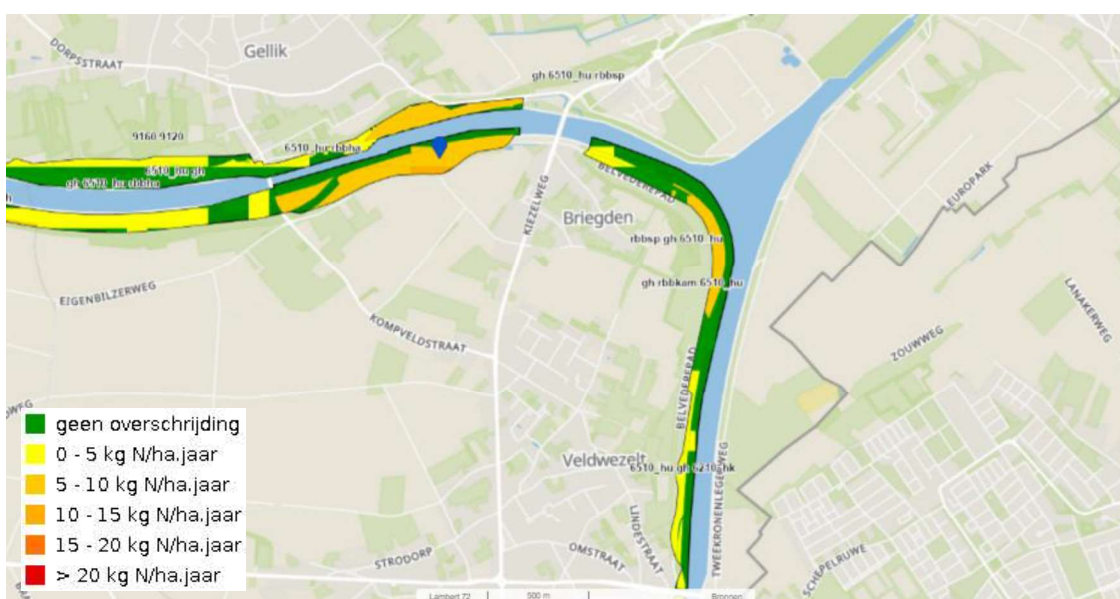 Gellik
DORPSSTRAAT
gh 6510_hu rbbsp
9160 9120
6510_hu rbbha
6510_hu gh
gh 6510_hu rbbha
h
BELVEDEREPAD
EUROPARK
KIEZELWEG
Briegden
rbbsp gh 6510_hu
gh rbbkam 6510_hu
EIGENBILZERWEG
LANAKERWEG
KOMPVELDSTRAAT
ZOUWWEG
BELVEDEREPAD
WEG
geen overschrijding
0 - 5 kg N/ha.jaar
5 - 10 kg N/ha.jaar
10 - 15 kg N/ha.jaar
15 - 20 kg N/ha.jaar
> 20 kg N/ha.jaar
Veldwezelt
6510_hu gh 6210_hk
TWEEKRONENLEGERWEG
LINDESTRAAT
OMSTRAAT
STRODORP
SCHEPELRUWE
Lambert 72
500 m
Bronnen